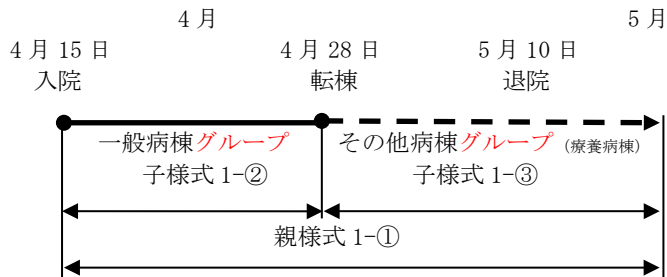 4月 5月
4月15日 4月28日 5月10日
入院 転棟 退院
一般病棟グループ その他病棟グループ (療養病棟)
子様式 1-② 子様式 1-③
親様式 1-①